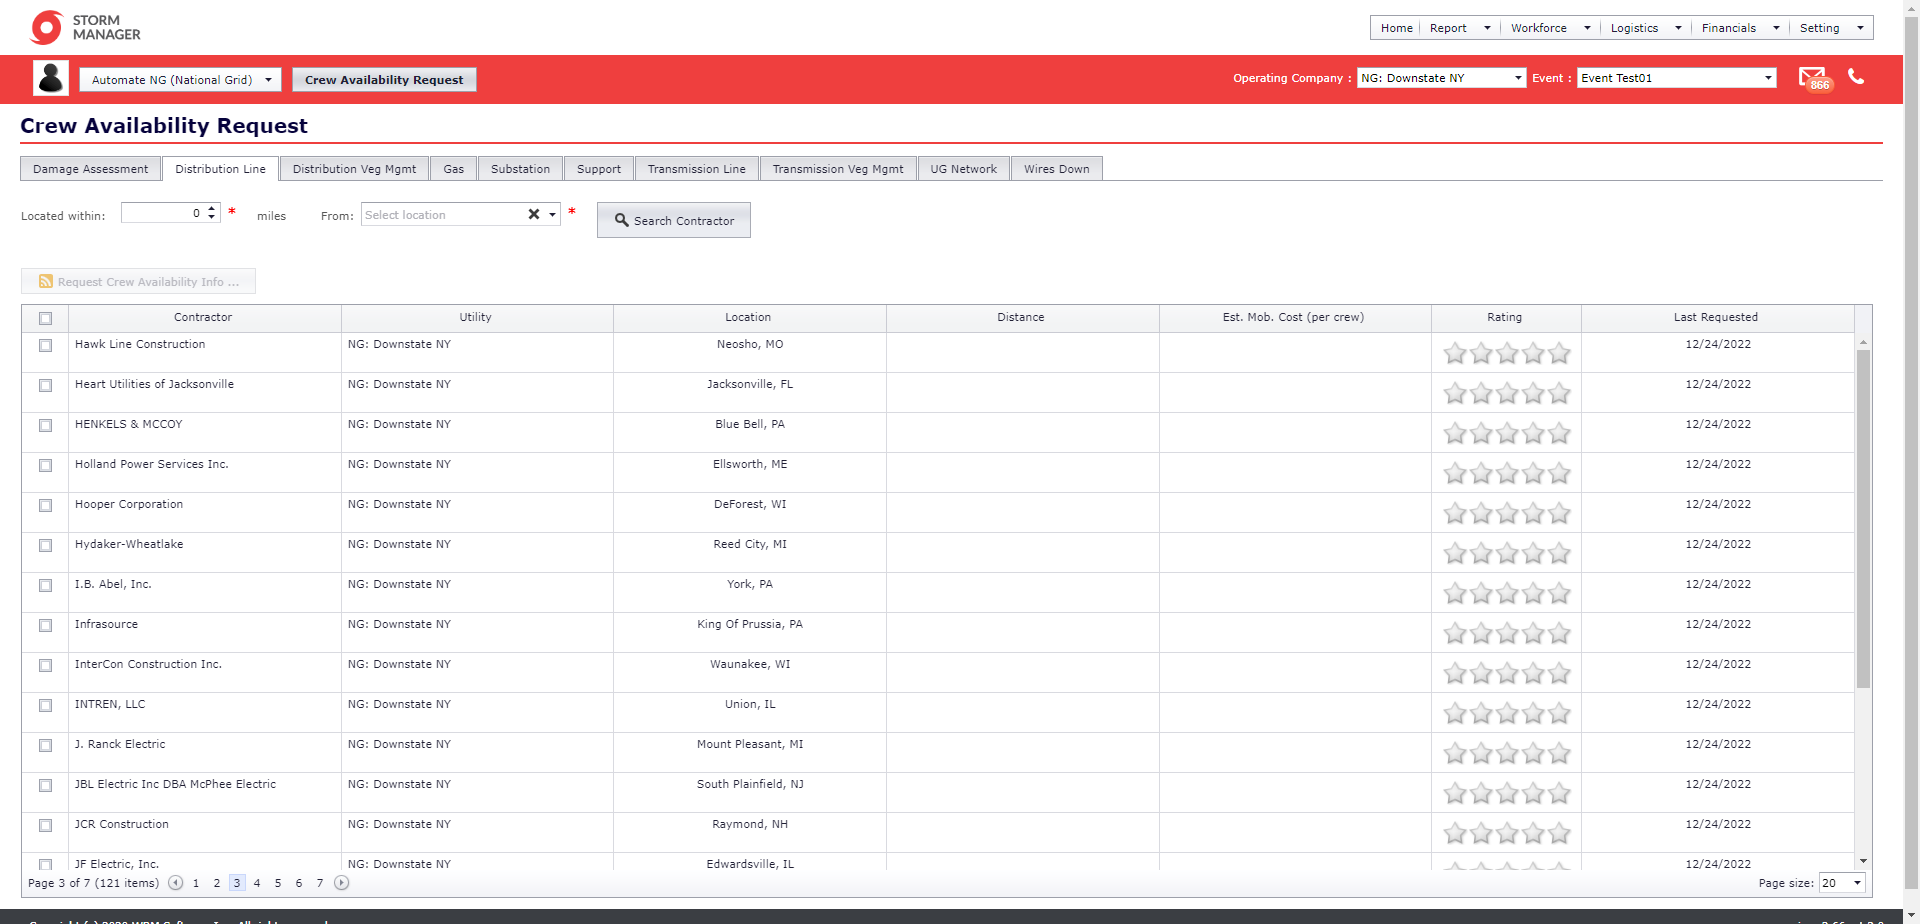 STORM
MANAGER
Home Report Workforce Logistics Financials Setting
Automate NG (National Grid) Crew Availability Request Operating Company : NG: Downstate NY Event : Event Test01 866
Crew Availability Request
Damage Assessment Distribution Line Distribution Veg Mgmt Gas Substation Support Transmission Line Transmission Veg Mgmt UG Network Wires Down
Located within: 0 * miles From: Select location * Search Contractor
Request Crew Availability Info ...
Contractor Utility Location Distance Est. Mob. Cost (per crew) Rating Last Requested
Hawk Line Construction NG: Downstate NY Neosho, MO 12/24/2022
Heart Utilities of Jacksonville NG: Downstate NY Jacksonville, FL 12/24/2022
HENKELS & MCCOY NG: Downstate NY Blue Bell, PA 12/24/2022
Holland Power Services Inc. NG: Downstate NY Ellsworth, ME 12/24/2022
Hooper Corporation NG: Downstate NY DeForest, WI 12/24/2022
Hydaker-Wheatlake NG: Downstate NY Reed City, MI 12/24/2022
I.B. Abel, Inc. NG: Downstate NY York, PA 12/24/2022
Infrasource NG: Downstate NY King Of Prussia, PA 12/24/2022
InterCon Construction Inc. NG: Downstate NY Waunakee, WI 12/24/2022
INTREN, LLC NG: Downstate NY Union, IL 12/24/2022
J. Ranck Electric NG: Downstate NY Mount Pleasant, MI 12/24/2022
JBL Electric Inc DBA McPhee Electric NG: Downstate NY South Plainfield, NJ 12/24/2022
JCR Construction NG: Downstate NY Raymond, NH 12/24/2022
JF Electric, Inc. NG: Downstate NY Edwardsville, IL 12/24/2022
Page 3 of 7 (121 items) 1 2 3 4 5 6 7 Page size: 20